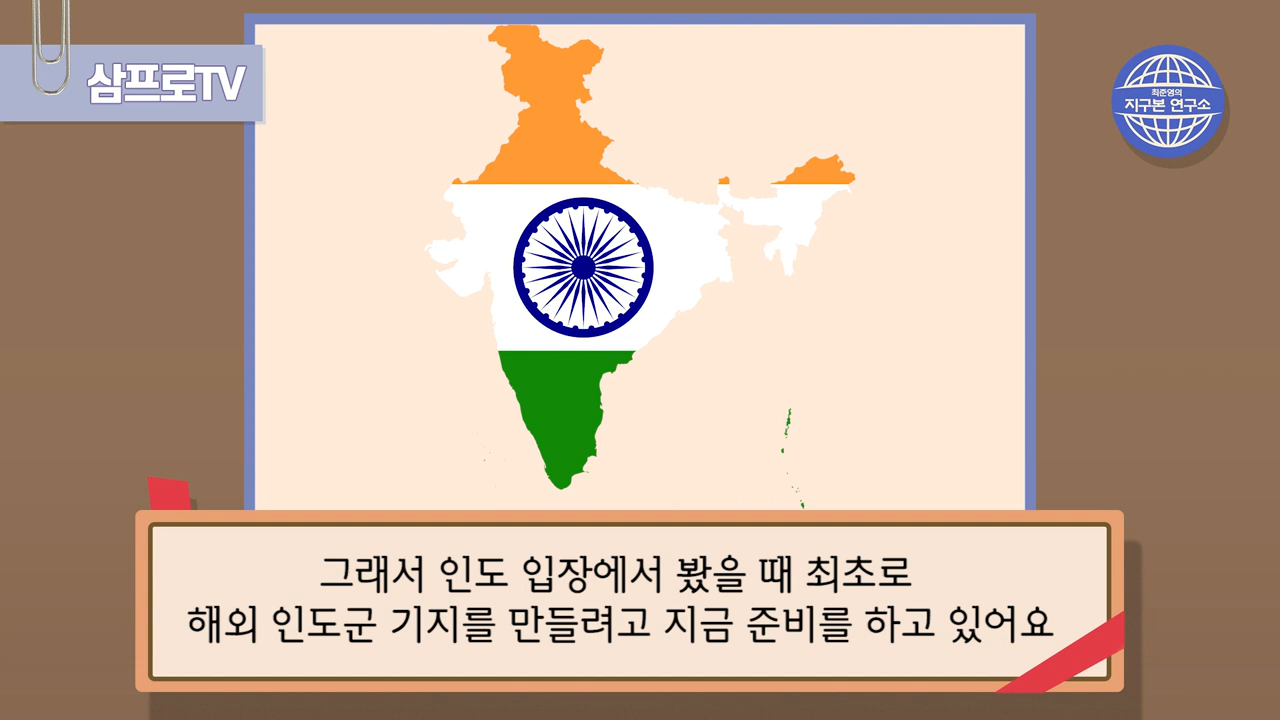 삼프로TV
최준영의
지구본 연구소
그래서 인도 입장에서 봤을 때 최초로
해외 인도군 기지를 만들려고 지금 준비를 하고 있어요